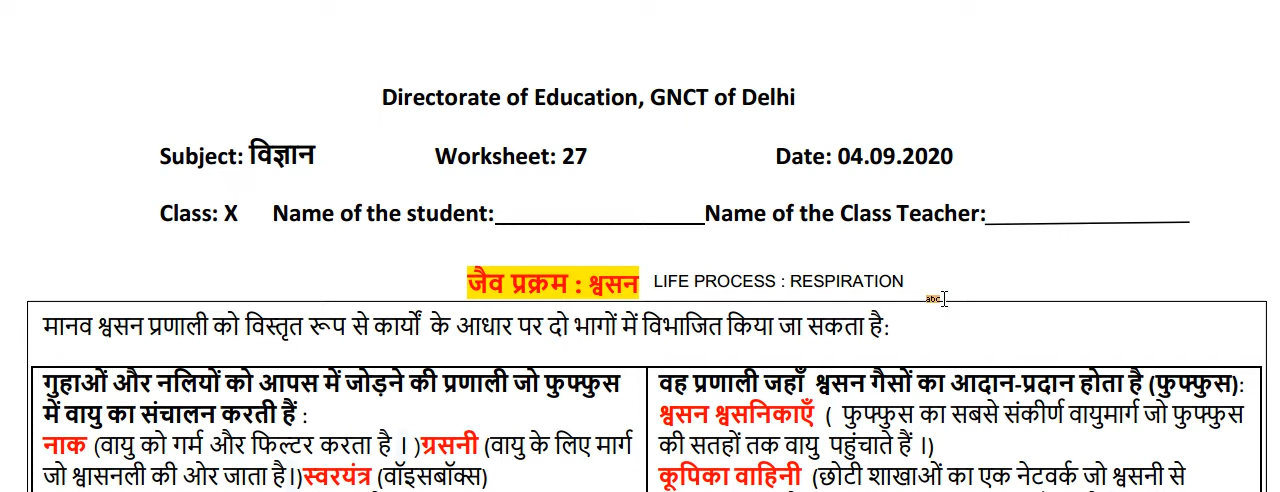 Directorate of Education, GNCT of Delhi
Subject: विज्ञान Worksheet: 27 Date: 04.09.2020
Class: X Name of the student: Name of the Class Teacher:
जैव प्रक्रम : श्वसन LIFE PROCESS : RESPIRATION
abc
मानव श्वसन प्रणाली को विस्तृत रूप से कार्यों के आधार पर दो भागों में विभाजित किया जा सकता है:
गुहाओं और नलियों को आपस में जोड़ने की प्रणाली जो फुफ्फुस
में वायु का संचालन करती हैं :
नाक (वायु को गर्म और फिल्टर करता है । )ग्रसनी (वायु के लिए मार्ग
जो श्वासनली की ओर जाता है।)स्वरयंत्र (वॉइसबॉक्स)
वह प्रणाली जहाँ श्वसन गैसों का आदान-प्रदान होता है (फुफ्फुस):
श्वसन श्वसनिकाएँ ( फुफ्फुस का सबसे संकीर्ण वायुमार्ग जो फुफ्फुस
की सतहों तक वायु पहुंचाते हैं ।)
कूपिका वाहिनी (छोटी शाखाओं का एक नेटवर्क जो श्वसनी से